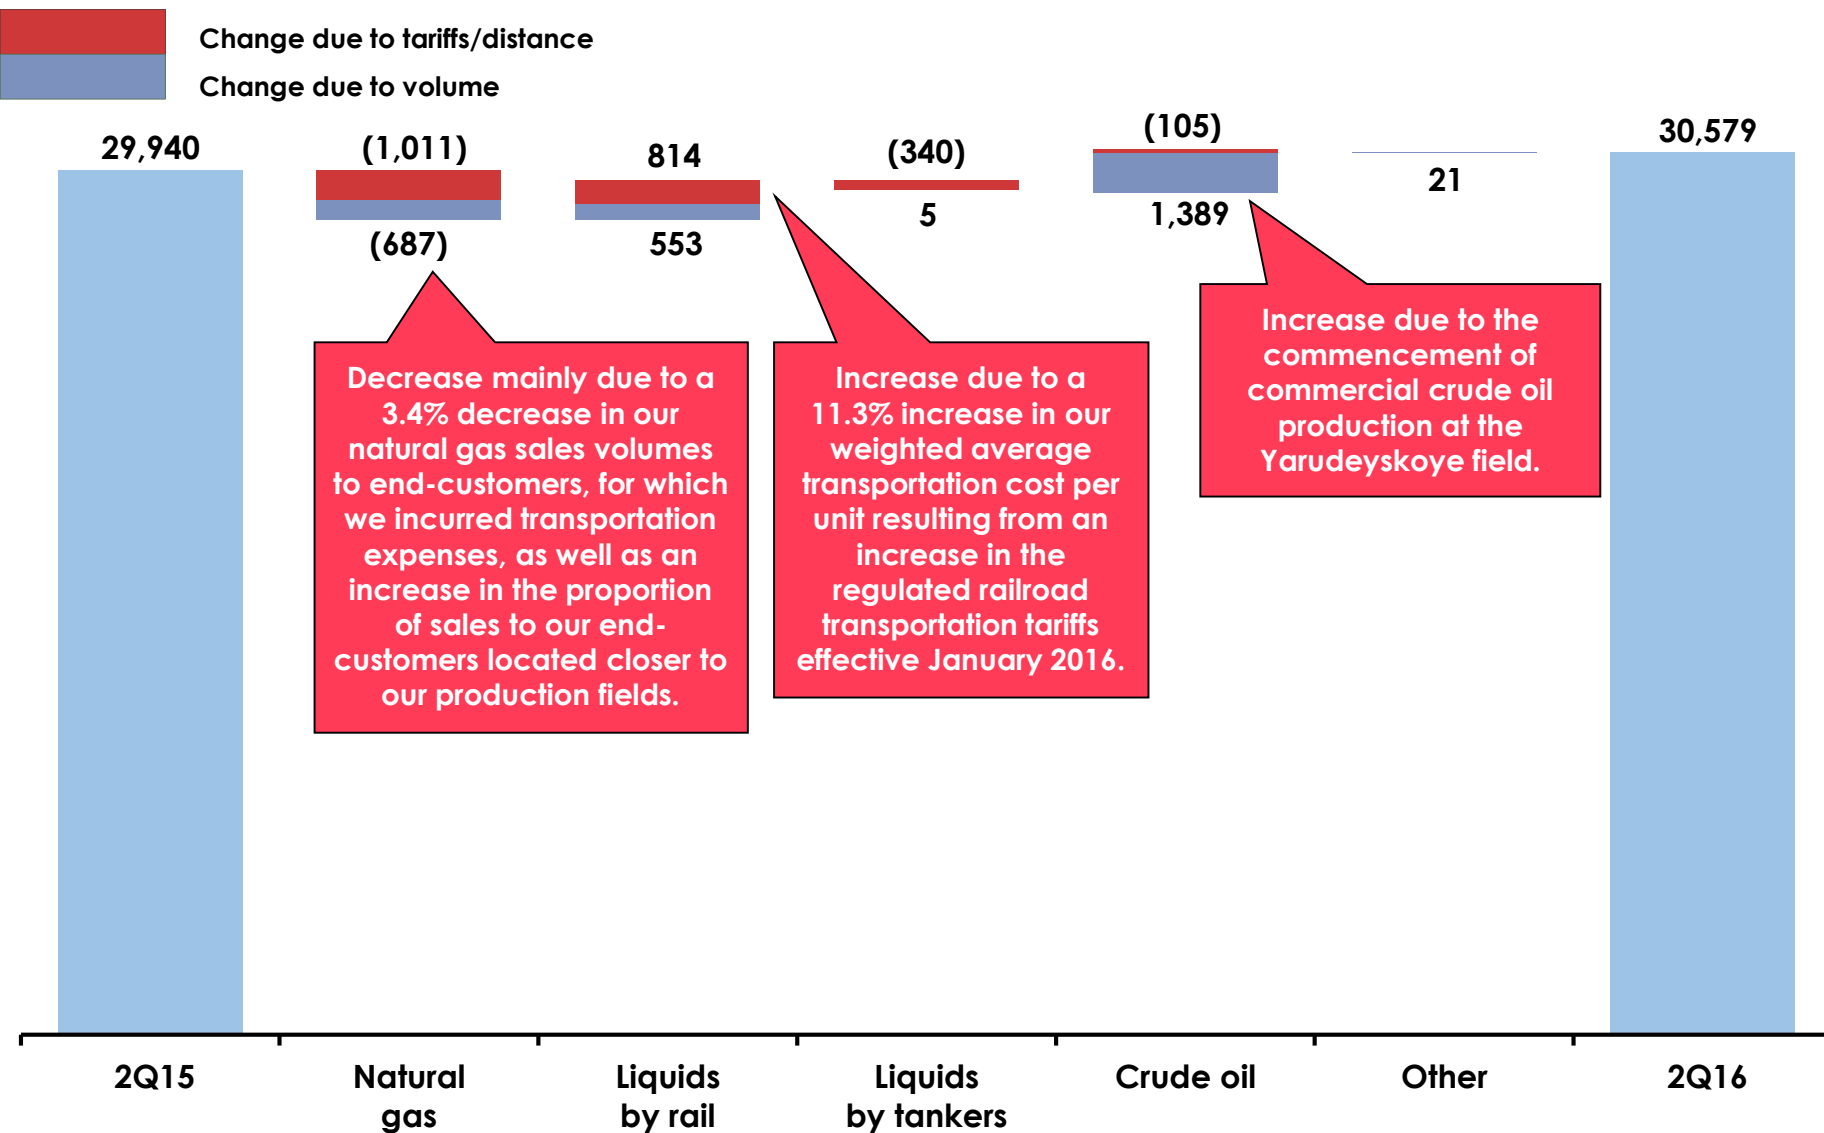 Change due to tariffs/distance
Change due to volume
29,940
(1,011)
814
(340)
(105)
30,579
(687)
553
5
1,389
21
Decrease mainly due to a
3.4% decrease in our
natural gas sales volumes
to end-customers, for which
we incurred transportation
expenses, as well as an
increase in the proportion
of sales to our end-
customers located closer to
our production fields.
Increase due to a
11.3% increase in our
weighted average
transportation cost per
unit resulting from an
increase in the
regulated railroad
transportation tariffs
effective January 2016.
Increase due to the
commencement of
commercial crude oil
production at the
Yarudeyskoye field.
2Q15
Natural
gas
Liquids
by rail
Liquids
by tankers
Crude oil
Other
2Q16